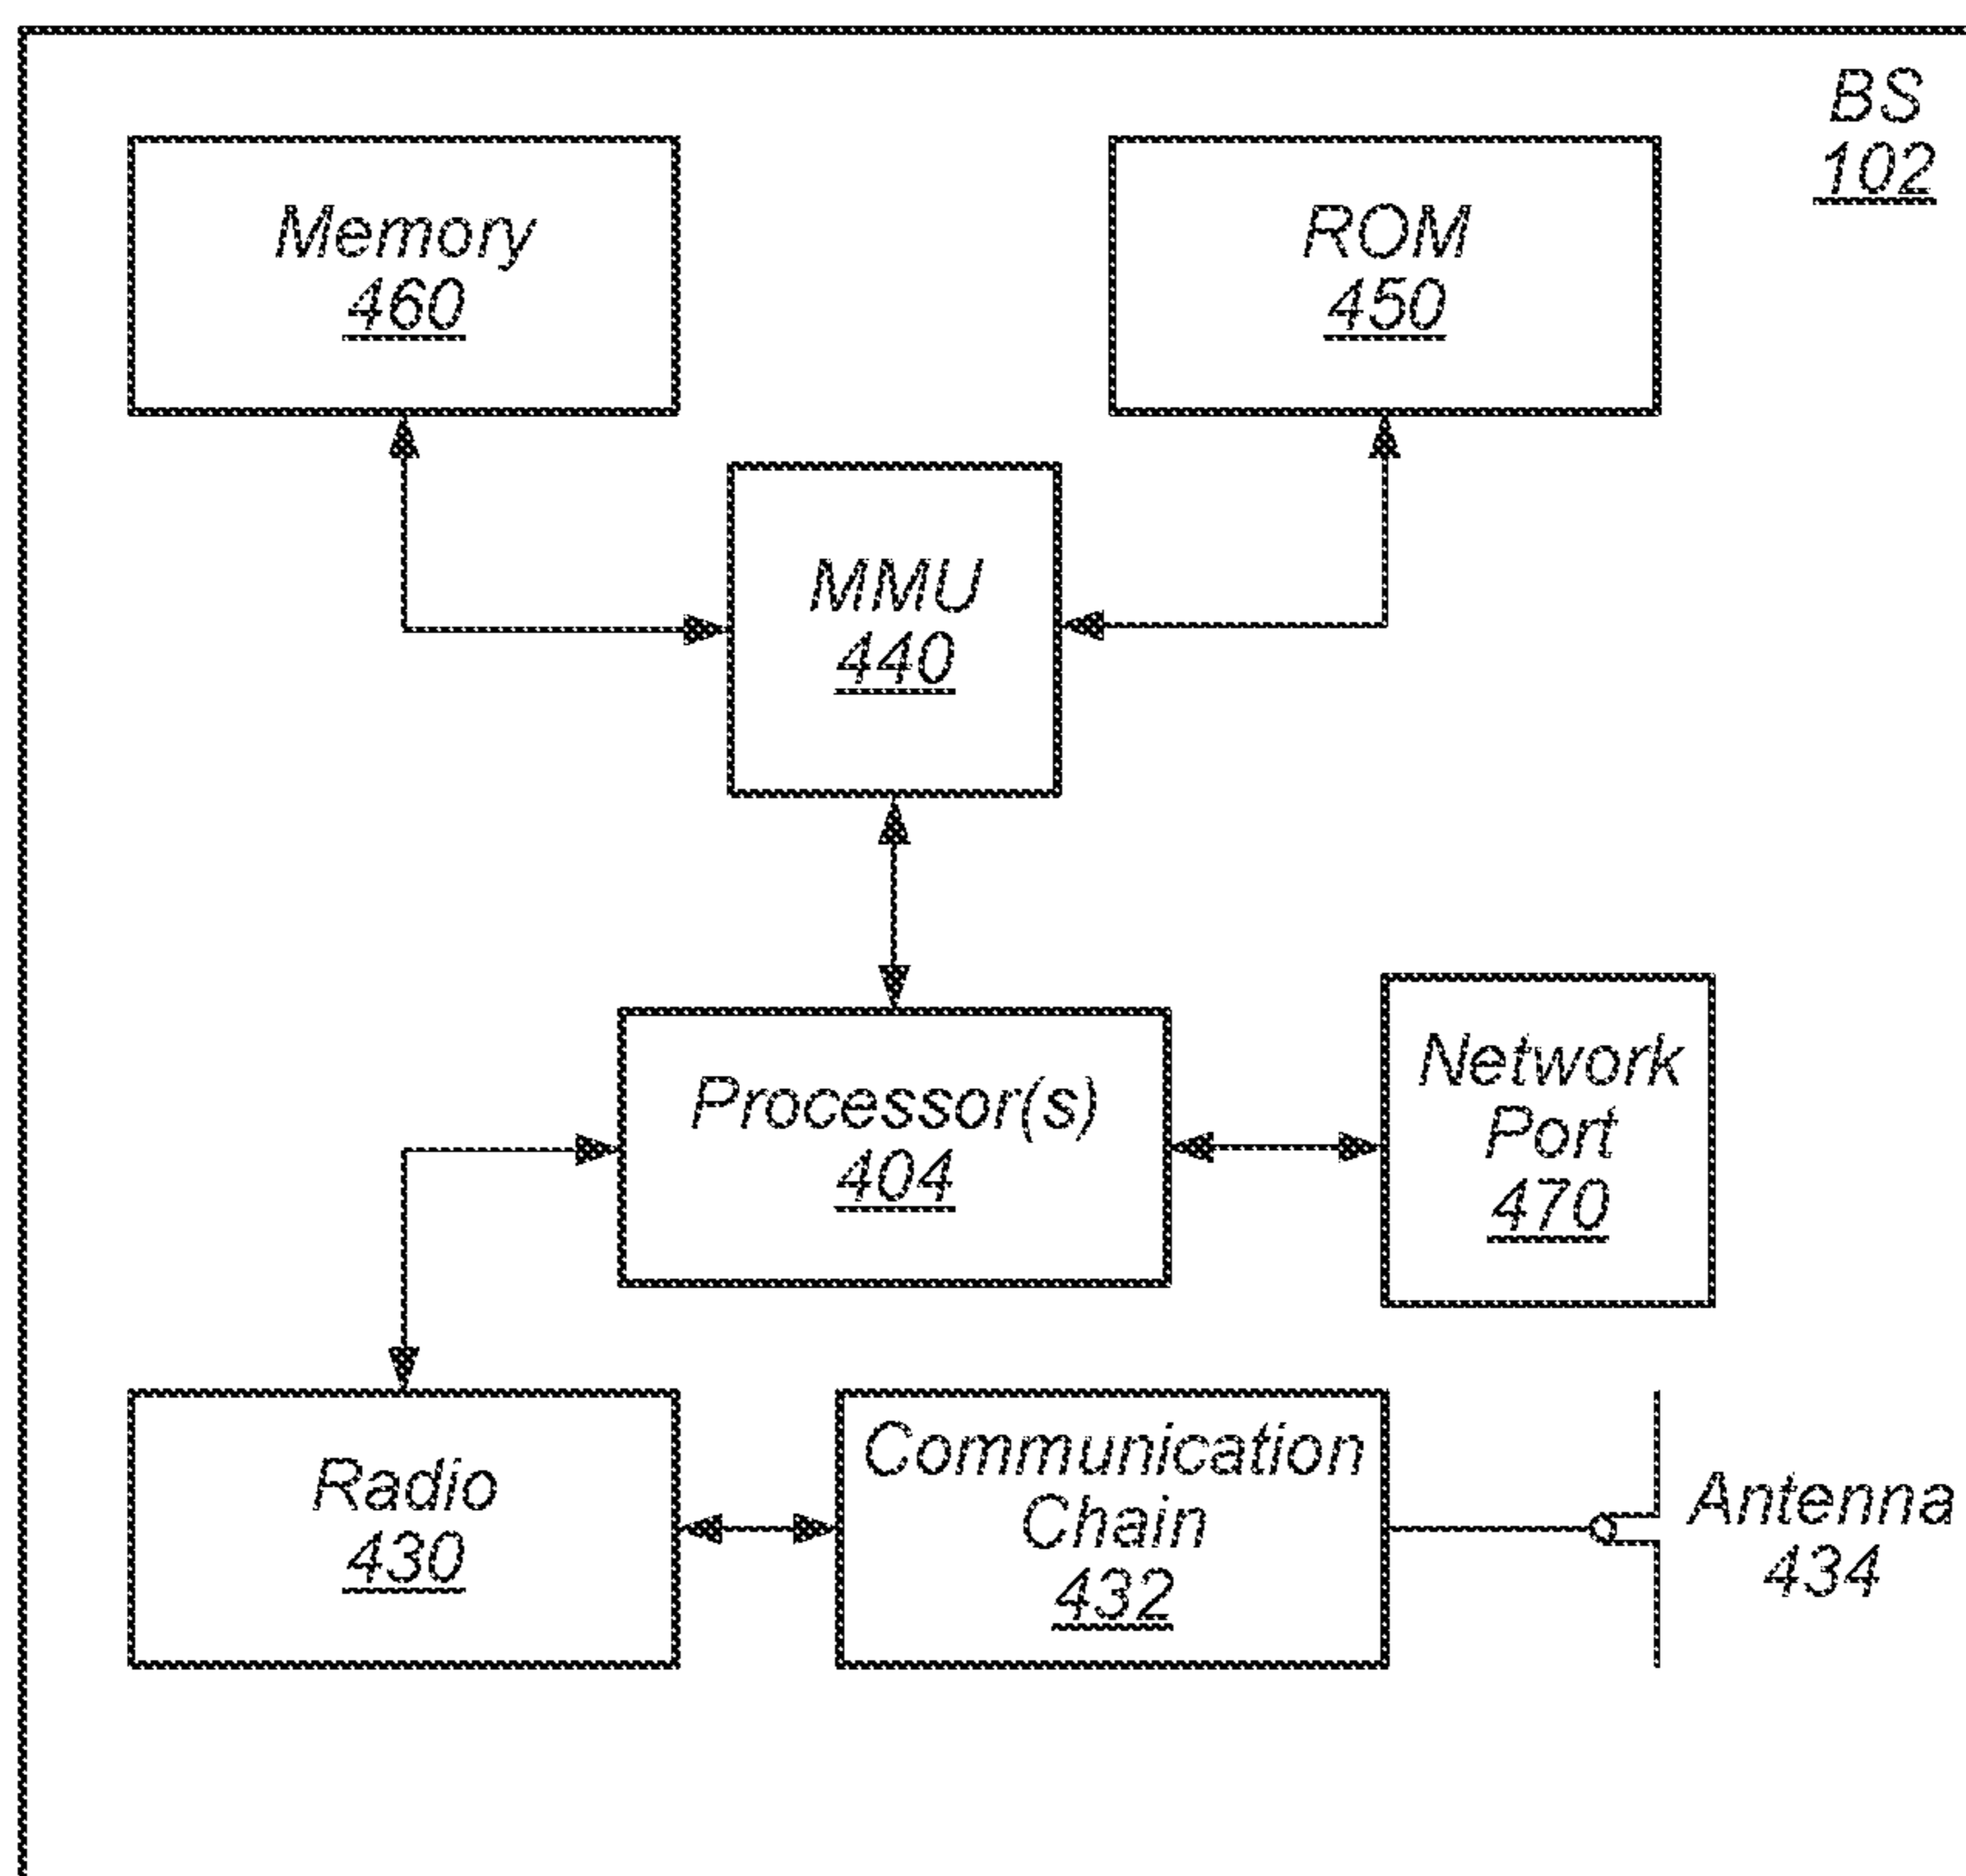 BS
102
Memory
460
ROM
450
MMU
440
Processor(s)
404
Network
Port
470
Radio
430
Communication
Chain
432
Antenna
434